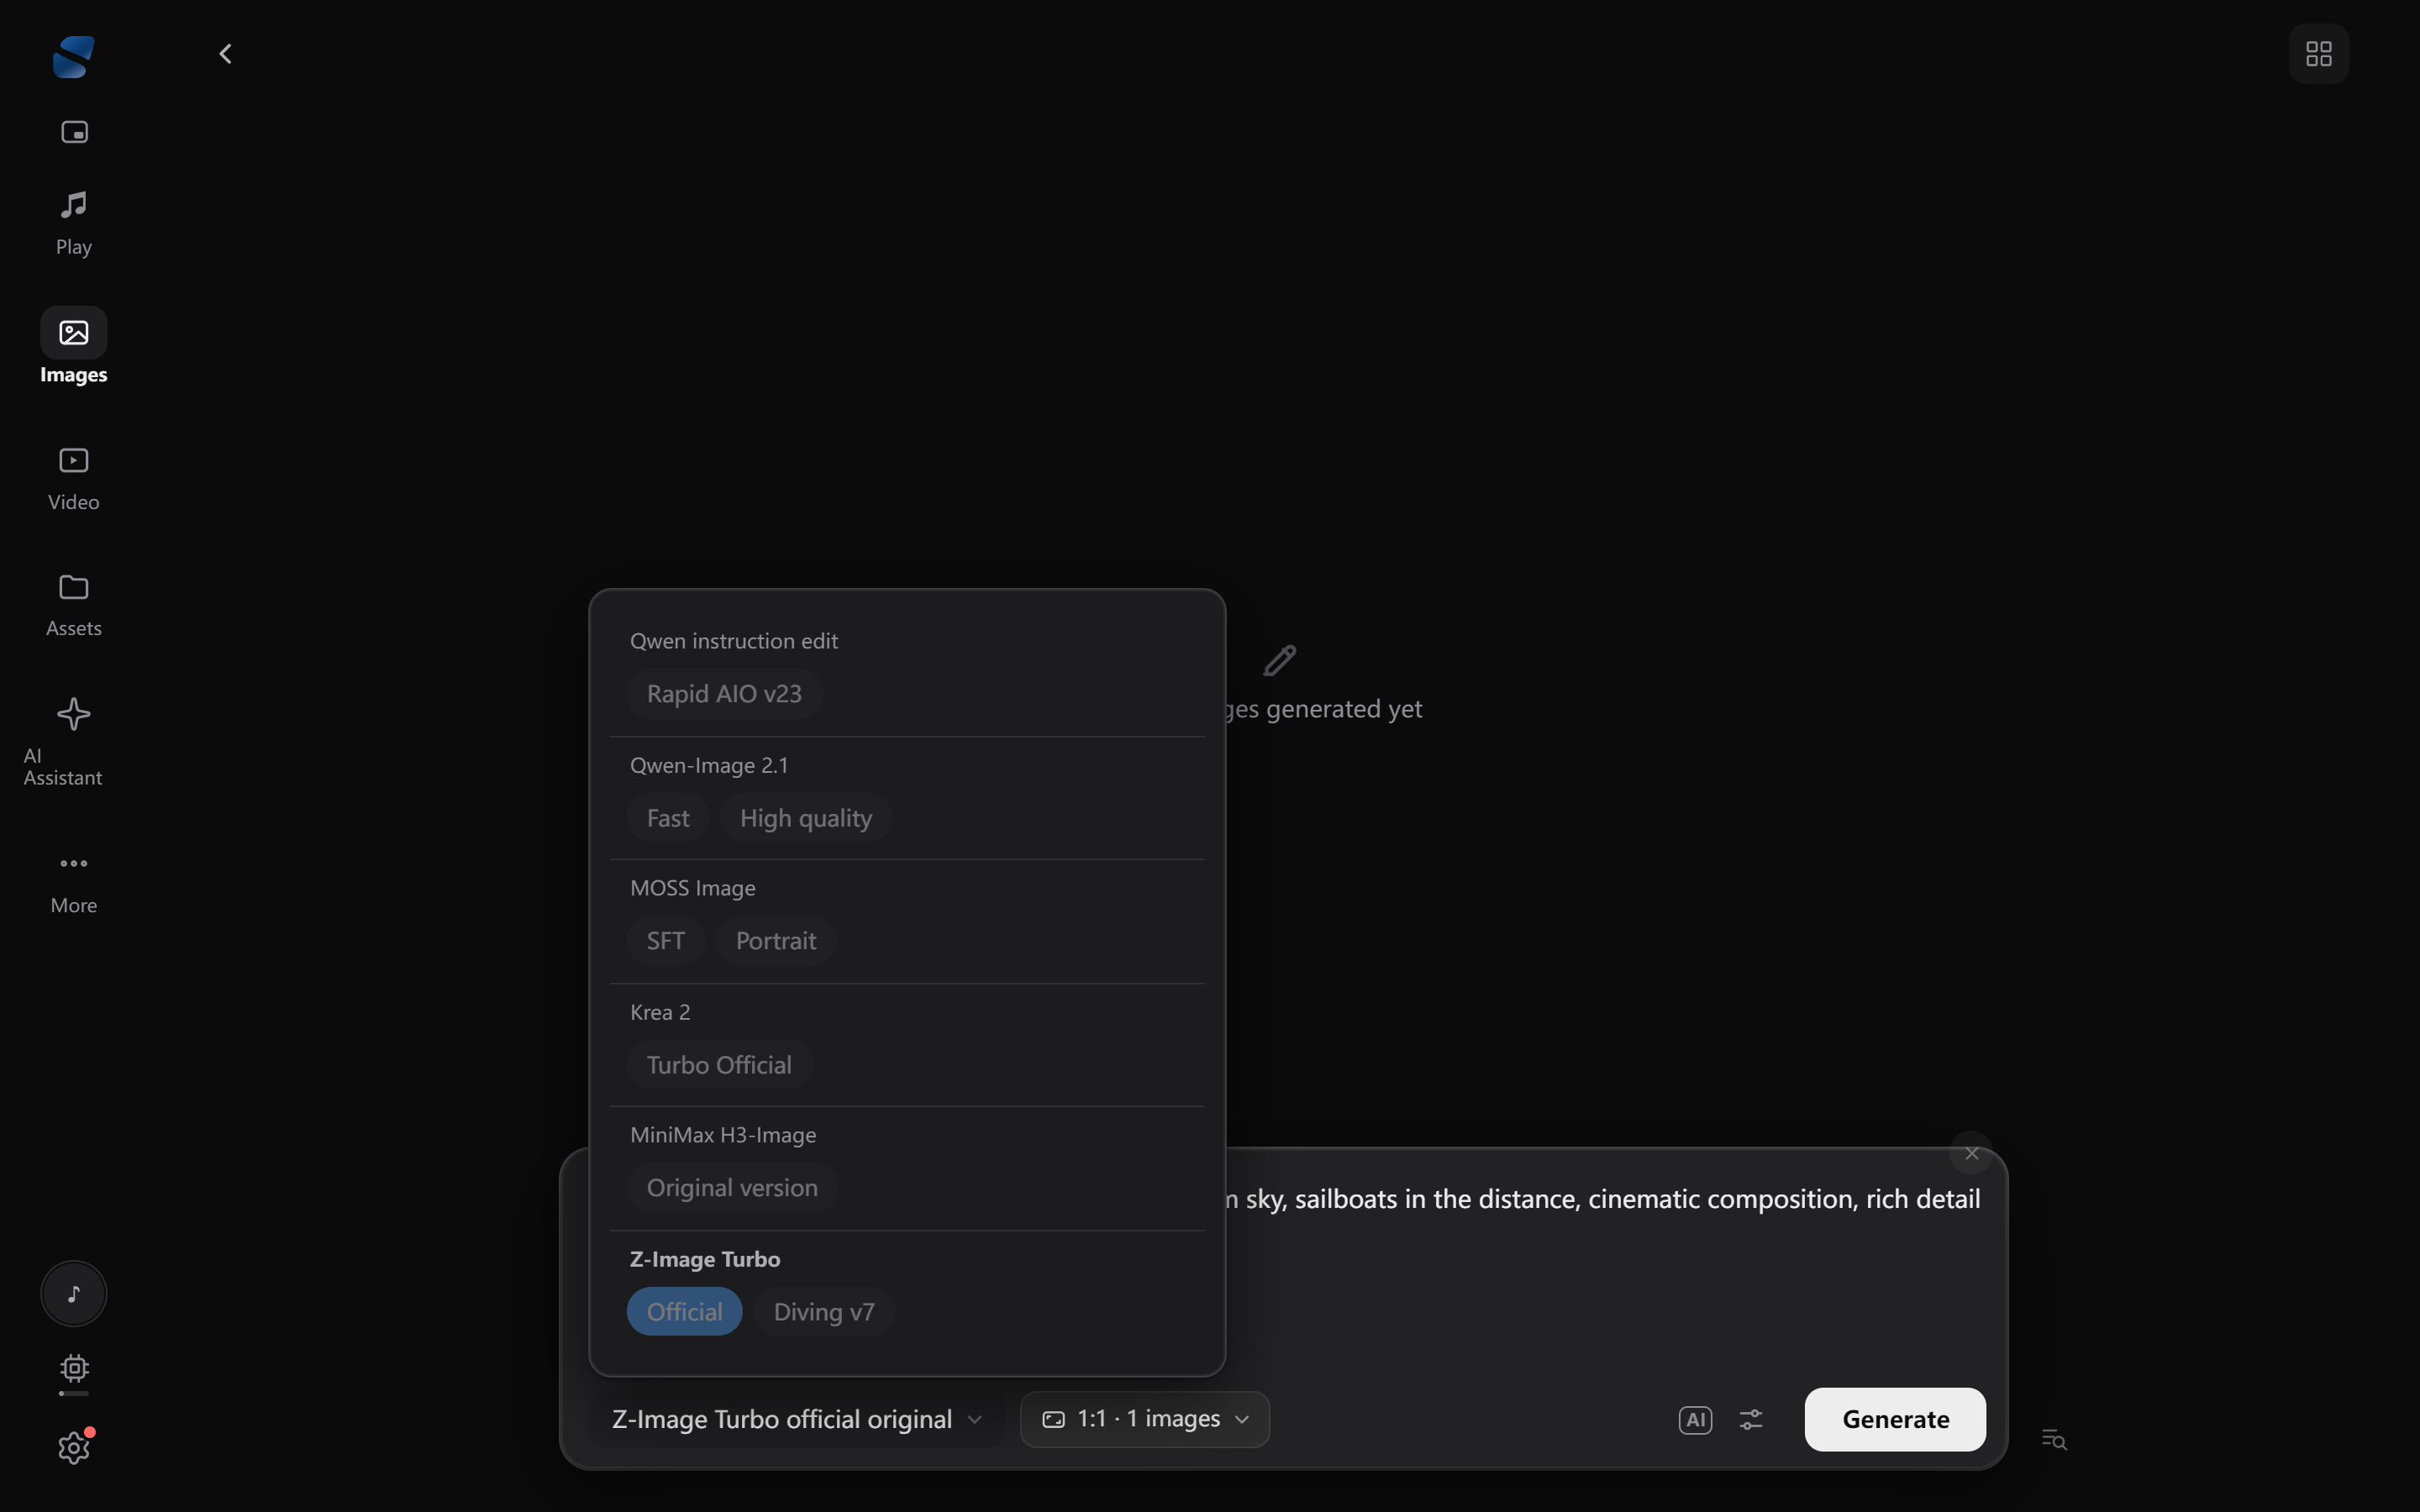 Play
Images
Video
Assets
AI
Assistant
More
Qwen instruction edit
Rapid AIO v23
Qwen-Image 2.1
Fast
High quality
MOSS Image
SFT
Portrait
Krea 2
Turbo Official
MiniMax H3-Image
Original version
Z-Image Turbo
Official
Diving v7
generated yet
sky, sailboats in the distance, cinematic composition, rich detail
Z-Image Turbo official original
1:1 · 1 images
AI
Generate